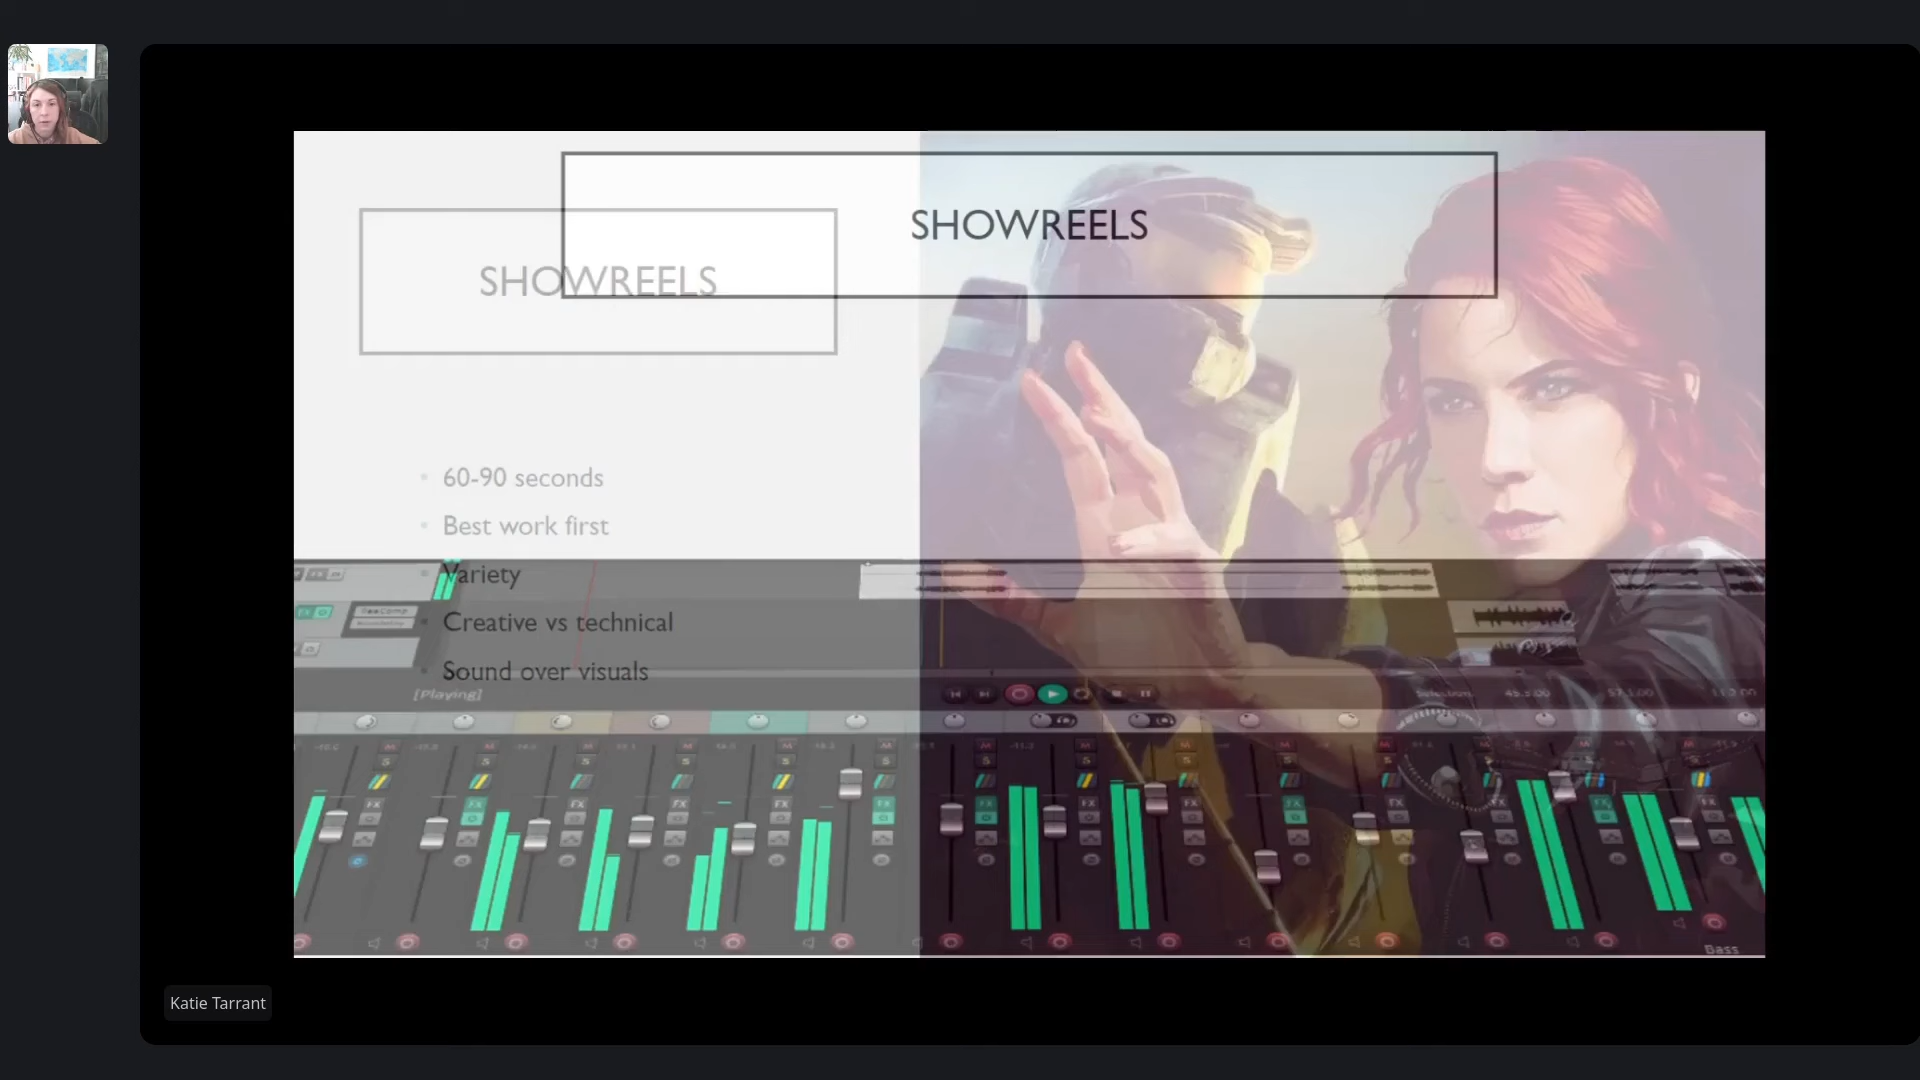 SHOWREELS
SHOWREELS
60-90 seconds
Best work first
Variety
Creative vs technical
Sound over visuals
[Playing]
Bass
Katie Tarrant